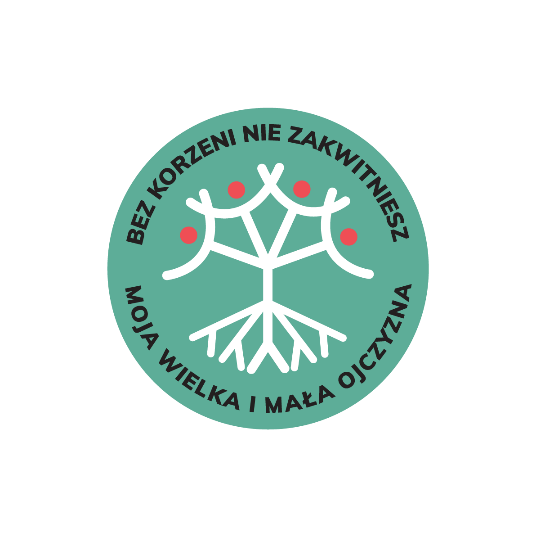 BEZ KORZENI NIE ZAKWITNIESZ
MOJA WIELKA I MAŁA OJCZYZNA